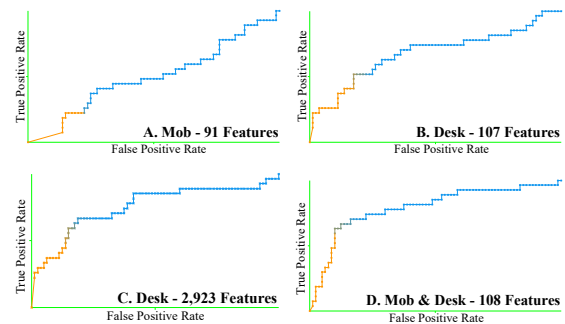 True Positive Rate
A. Mob - 91 Features
False Positive Rate
True Positive Rate
B. Desk - 107 Features
False Positive Rate
True Positive Rate
C. Desk - 2,923 Features
False Positive Rate
True Positive Rate
D. Mob & Desk - 108 Features
False Positive Rate